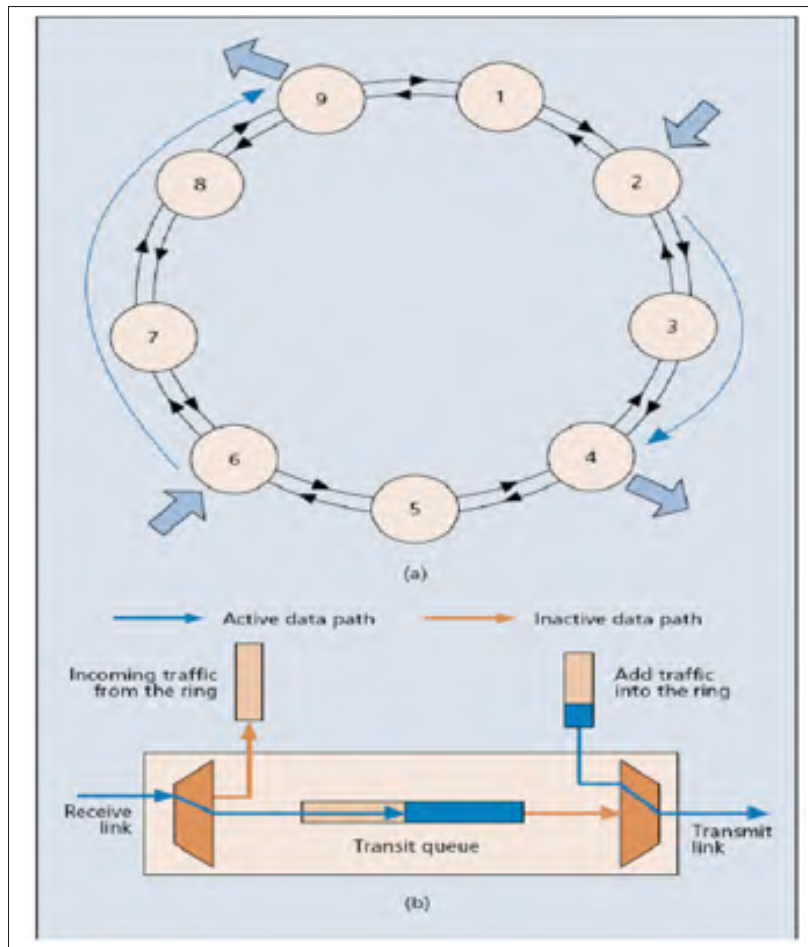 9
1
8
2
7
3
6
4
5
(a)
Active data path
Inactive data path
Incoming traffic
from the ring
Add traffic
into the ring
Receive
link
Transit queue
Transmit
link
(b)